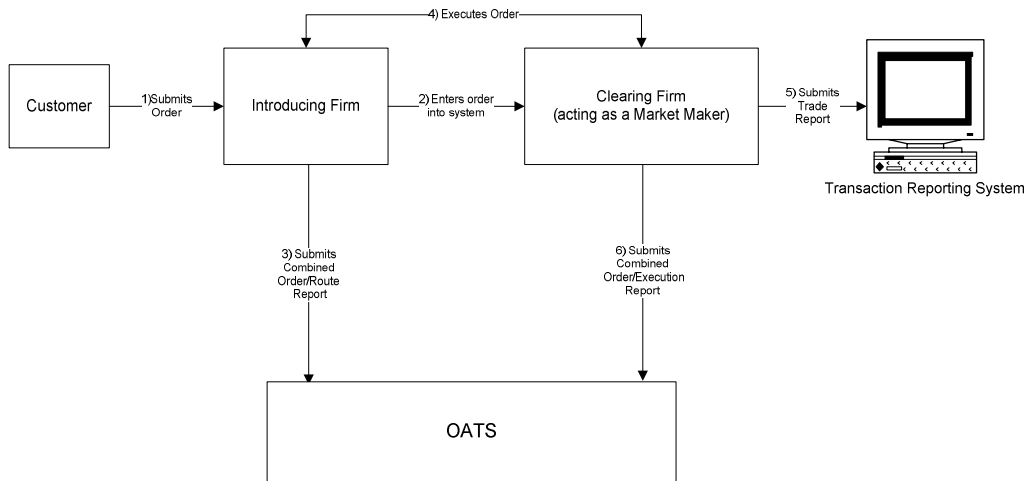 4) Executes Order
Customer
1)Submits
Order
Introducing Firm
2) Enters order
into system
Clearing Firm
(acting as a Market Maker)
5) Submits
Trade
Report
Transaction Reporting System
3) Submits
Combined
Order/Route
Report
6) Submits
Combined
Order/Execution
Report
OATS